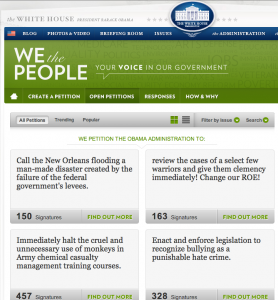 the WHITE HOUSE PRESIDENT BARACK OBAMA
THE WHITE HOUSE
BLOG PHOTOS & VIDEO BRIEFING ROOM ISSUES the ADMINISTRATION
WE the
PEOPLE
YOUR VOICE IN OUR GOVERNMENT
CREATE A PETITION OPEN PETITIONS RESPONSES HOW & WHY
All Petitions Trending Popular Filter by Issue Search
WE PETITION THE OBAMA ADMINISTRATION TO:
Call the New Orleans flooding a
man-made disaster created by the
failure of the federal
government's levees.
150 Signatures FIND OUT MORE
review the cases of a select few
warriors and give them clemency
immediately! Change our ROE!
163 Signatures FIND OUT MORE
Immediately halt the cruel and
unnecessary use of monkeys in
Army chemical casualty
management training courses.
457 Signatures FIND OUT MORE
Enact and enforce legislation to
recognize bullying as a
punishable hate crime.
328 Signatures FIND OUT MORE